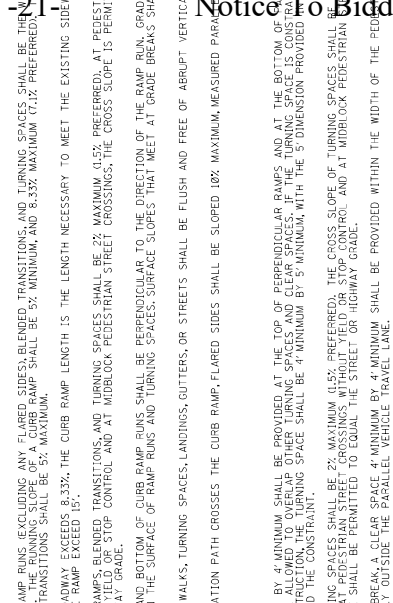 -21-
Notice To Bidd
AMP RUNS (EXCLUDING ANY FLARED SIDES), BLENDED TRANSITIONS, AND TURNING SPACES SHALL BE THE
. THE RUNNING SLOPE OF A CURB RAMP SHALL BE 5% MINIMUM, AND 8.33% MAXIMUM (7.1% PREFERRED).
TRANSITIONS SHALL BE 5% MAXIMUM.
ADWAY EXCEEDS 8.33%, THE CURB RAMP LENGTH IS THE LENGTH NECESSARY TO MEET THE EXISTING SIDEW
RAMP EXCEED 15'.
RAMPS, BLENDED TRANSITIONS, AND TURNING SPACES SHALL BE 2% MAXIMUM (1.5% PREFERRED). AT PEDEST
YIELD OR STOP CONTROL AND AT MIDBLOCK PEDESTRIAN STREET CROSSINGS, THE CROSS SLOPE IS PERMI
AY GRADE.
AND BOTTOM OF CURB RAMP RUNS SHALL BE PERPENDICULAR TO THE DIRECTION OF THE RAMP RUN. GRAD
THE SURFACE OF RAMP RUNS AND TURNING SPACES. SURFACE SLOPES THAT MEET AT GRADE BREAKS SHA
WALKS, TURNING SPACES, LANDINGS, GUTTERS, OR STREETS SHALL BE FLUSH AND FREE OF ABRUPT VERTICA
ATION PATH CROSSES THE CURB RAMP, FLARED SIDES SHALL BE SLOPED 10% MAXIMUM, MEASURED PARALL
BY 4' MINIMUM SHALL BE PROVIDED AT THE TOP OF PERPENDICULAR RAMPS AND AT THE BOTTOM OF
ALLOWED TO OVERLAP OTHER TURNING SPACES AND CLEAR SPACES. IF THE TURNING SPACE IS CONSTRA
TRUCTION, THE TURNING SPACE SHALL BE 4' MINIMUM BY 5' MINIMUM, WITH THE 5' DIMENSION PROVIDED
D THE CONSTRAINT.
ING SPACES SHALL BE 2% MAXIMUM (1.5% PREFERRED). THE CROSS SLOPE OF TURNING SPACES SHALL BE
AT PEDESTRIAN STREET CROSSINGS WITHOUT YIELD OR STOP CONTROL AND AT MIDBLOCK PEDESTRIAN
SHALL BE PERMITTED TO EQUAL THE STREET OR HIGHWAY GRADE.
BREAK, A CLEAR SPACE 4' MINIMUM BY 4' MINIMUM SHALL BE PROVIDED WITHIN THE WIDTH OF THE PEDE
Y OUTSIDE THE PARALLEL VEHICLE TRAVEL LANE.